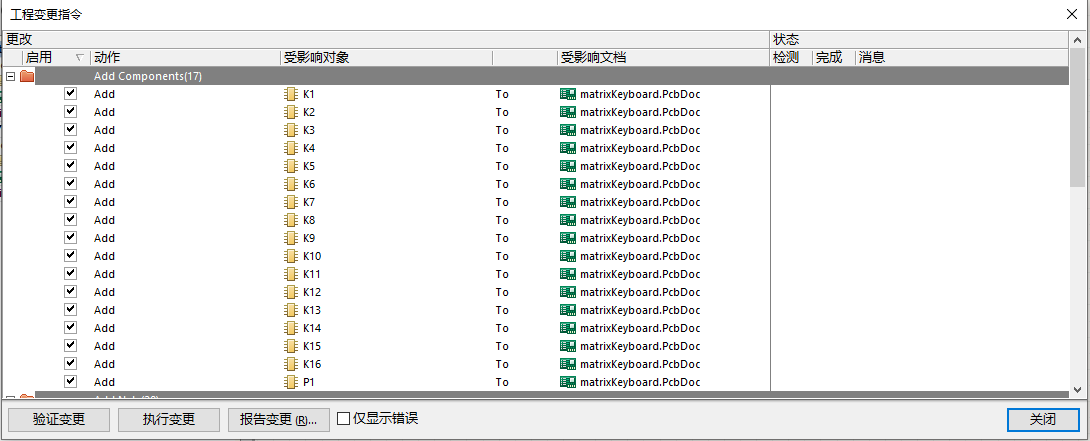 工程变更指令
更改 状态
启用 动作 受影响对象 受影响文档 检测 完成 消息
Add Components(17)
Add K1 To matrixKeyboard.PcbDoc
Add K2 To matrixKeyboard.PcbDoc
Add K3 To matrixKeyboard.PcbDoc
Add K4 To matrixKeyboard.PcbDoc
Add K5 To matrixKeyboard.PcbDoc
Add K6 To matrixKeyboard.PcbDoc
Add K7 To matrixKeyboard.PcbDoc
Add K8 To matrixKeyboard.PcbDoc
Add K9 To matrixKeyboard.PcbDoc
Add K10 To matrixKeyboard.PcbDoc
Add K11 To matrixKeyboard.PcbDoc
Add K12 To matrixKeyboard.PcbDoc
Add K13 To matrixKeyboard.PcbDoc
Add K14 To matrixKeyboard.PcbDoc
Add K15 To matrixKeyboard.PcbDoc
Add K16 To matrixKeyboard.PcbDoc
Add P1 To matrixKeyboard.PcbDoc
验证变更 执行变更 报告变更 (R)... 仅显示错误 关闭